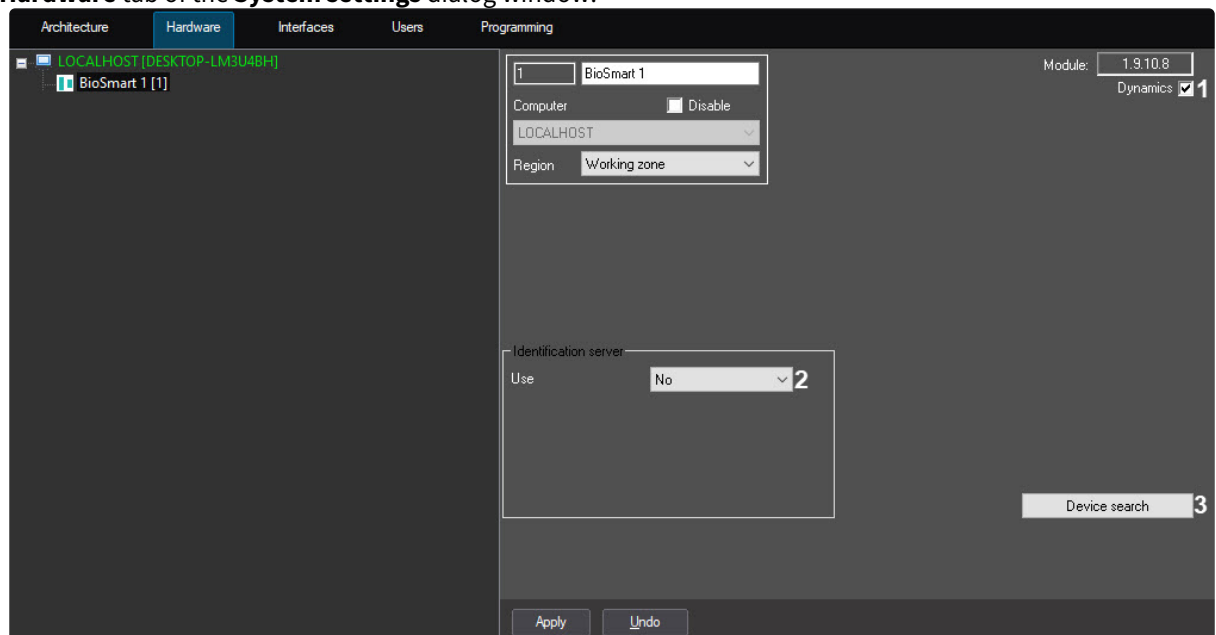 Hardware tab of the System settings dialog window.
Architecture Hardware Interfaces Users Programming
LOCALHOST [DESKTOP-LM3U4BH]
BioSmart 1 [1]
1 BioSmart 1
Computer Disable
LOCALHOST
Region Working zone
Module: 1.9.10.8
Dynamics 1
Identification server
Use No 2
Device search 3
Apply Undo